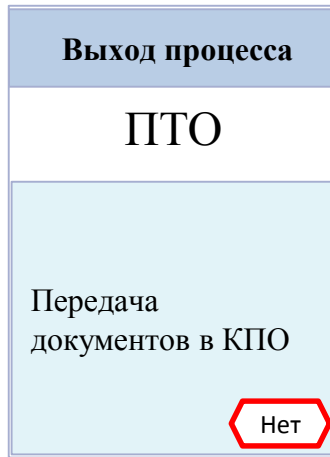 Выход процесса
ПТО
Передача
документов в КПО
Нет